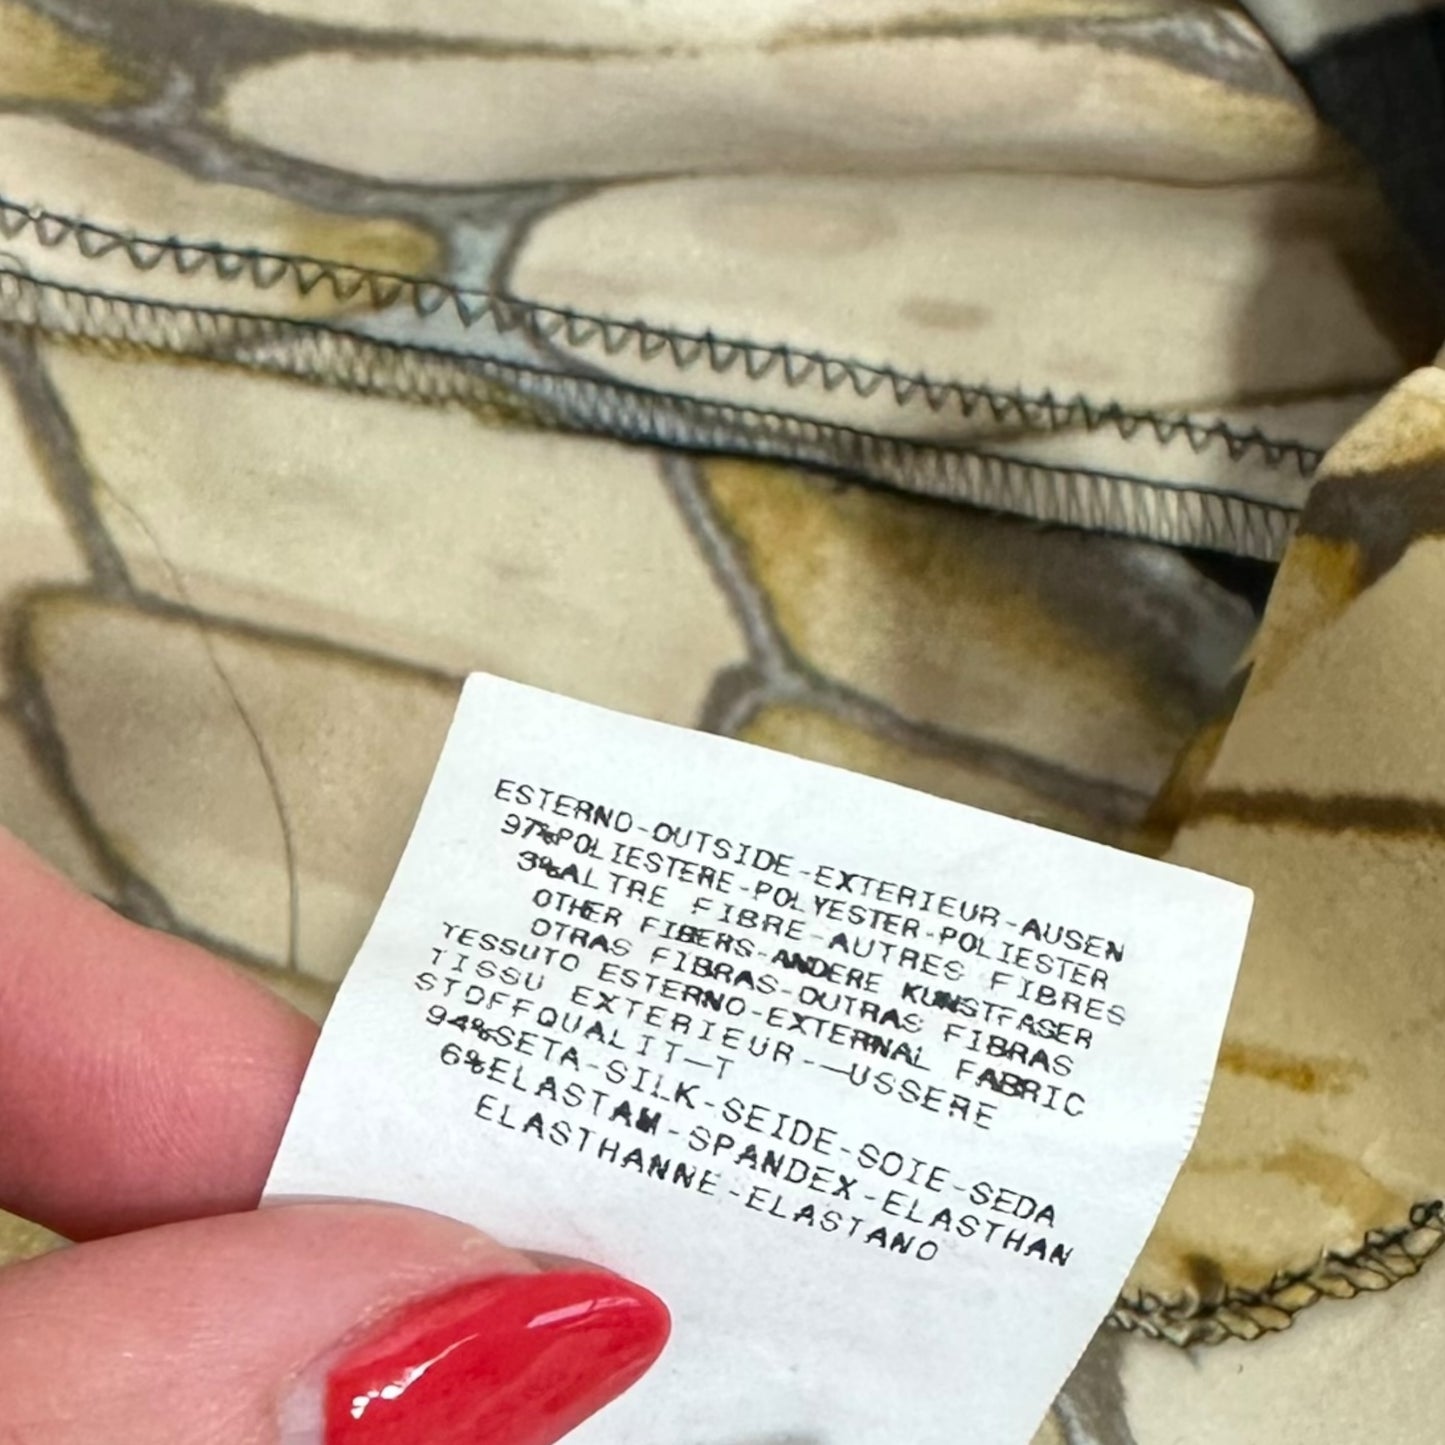 ESTERNO-OUTSIDE-EXTERIEUR-AUSEN
97%POLIESTERE-POLYESTER-POLIESTER
3%ALTRE FIBRE-AUTRES FIBRES
OTHER FIBERS-ANDERE KUNSTFASER
OTRAS FIBRAS-OUTRAS FIBRAS
TESSUTO ESTERNO-EXTERNAL FABRIC
TISSU EXTERIEUR-—USSERE
STOFFQUALIT—T
94%SETA-SILK-SEIDE-SOIE-SEDA
6%ELASTAM-SPANDEX-ELASTHAN
ELASTHANNE-ELASTANO